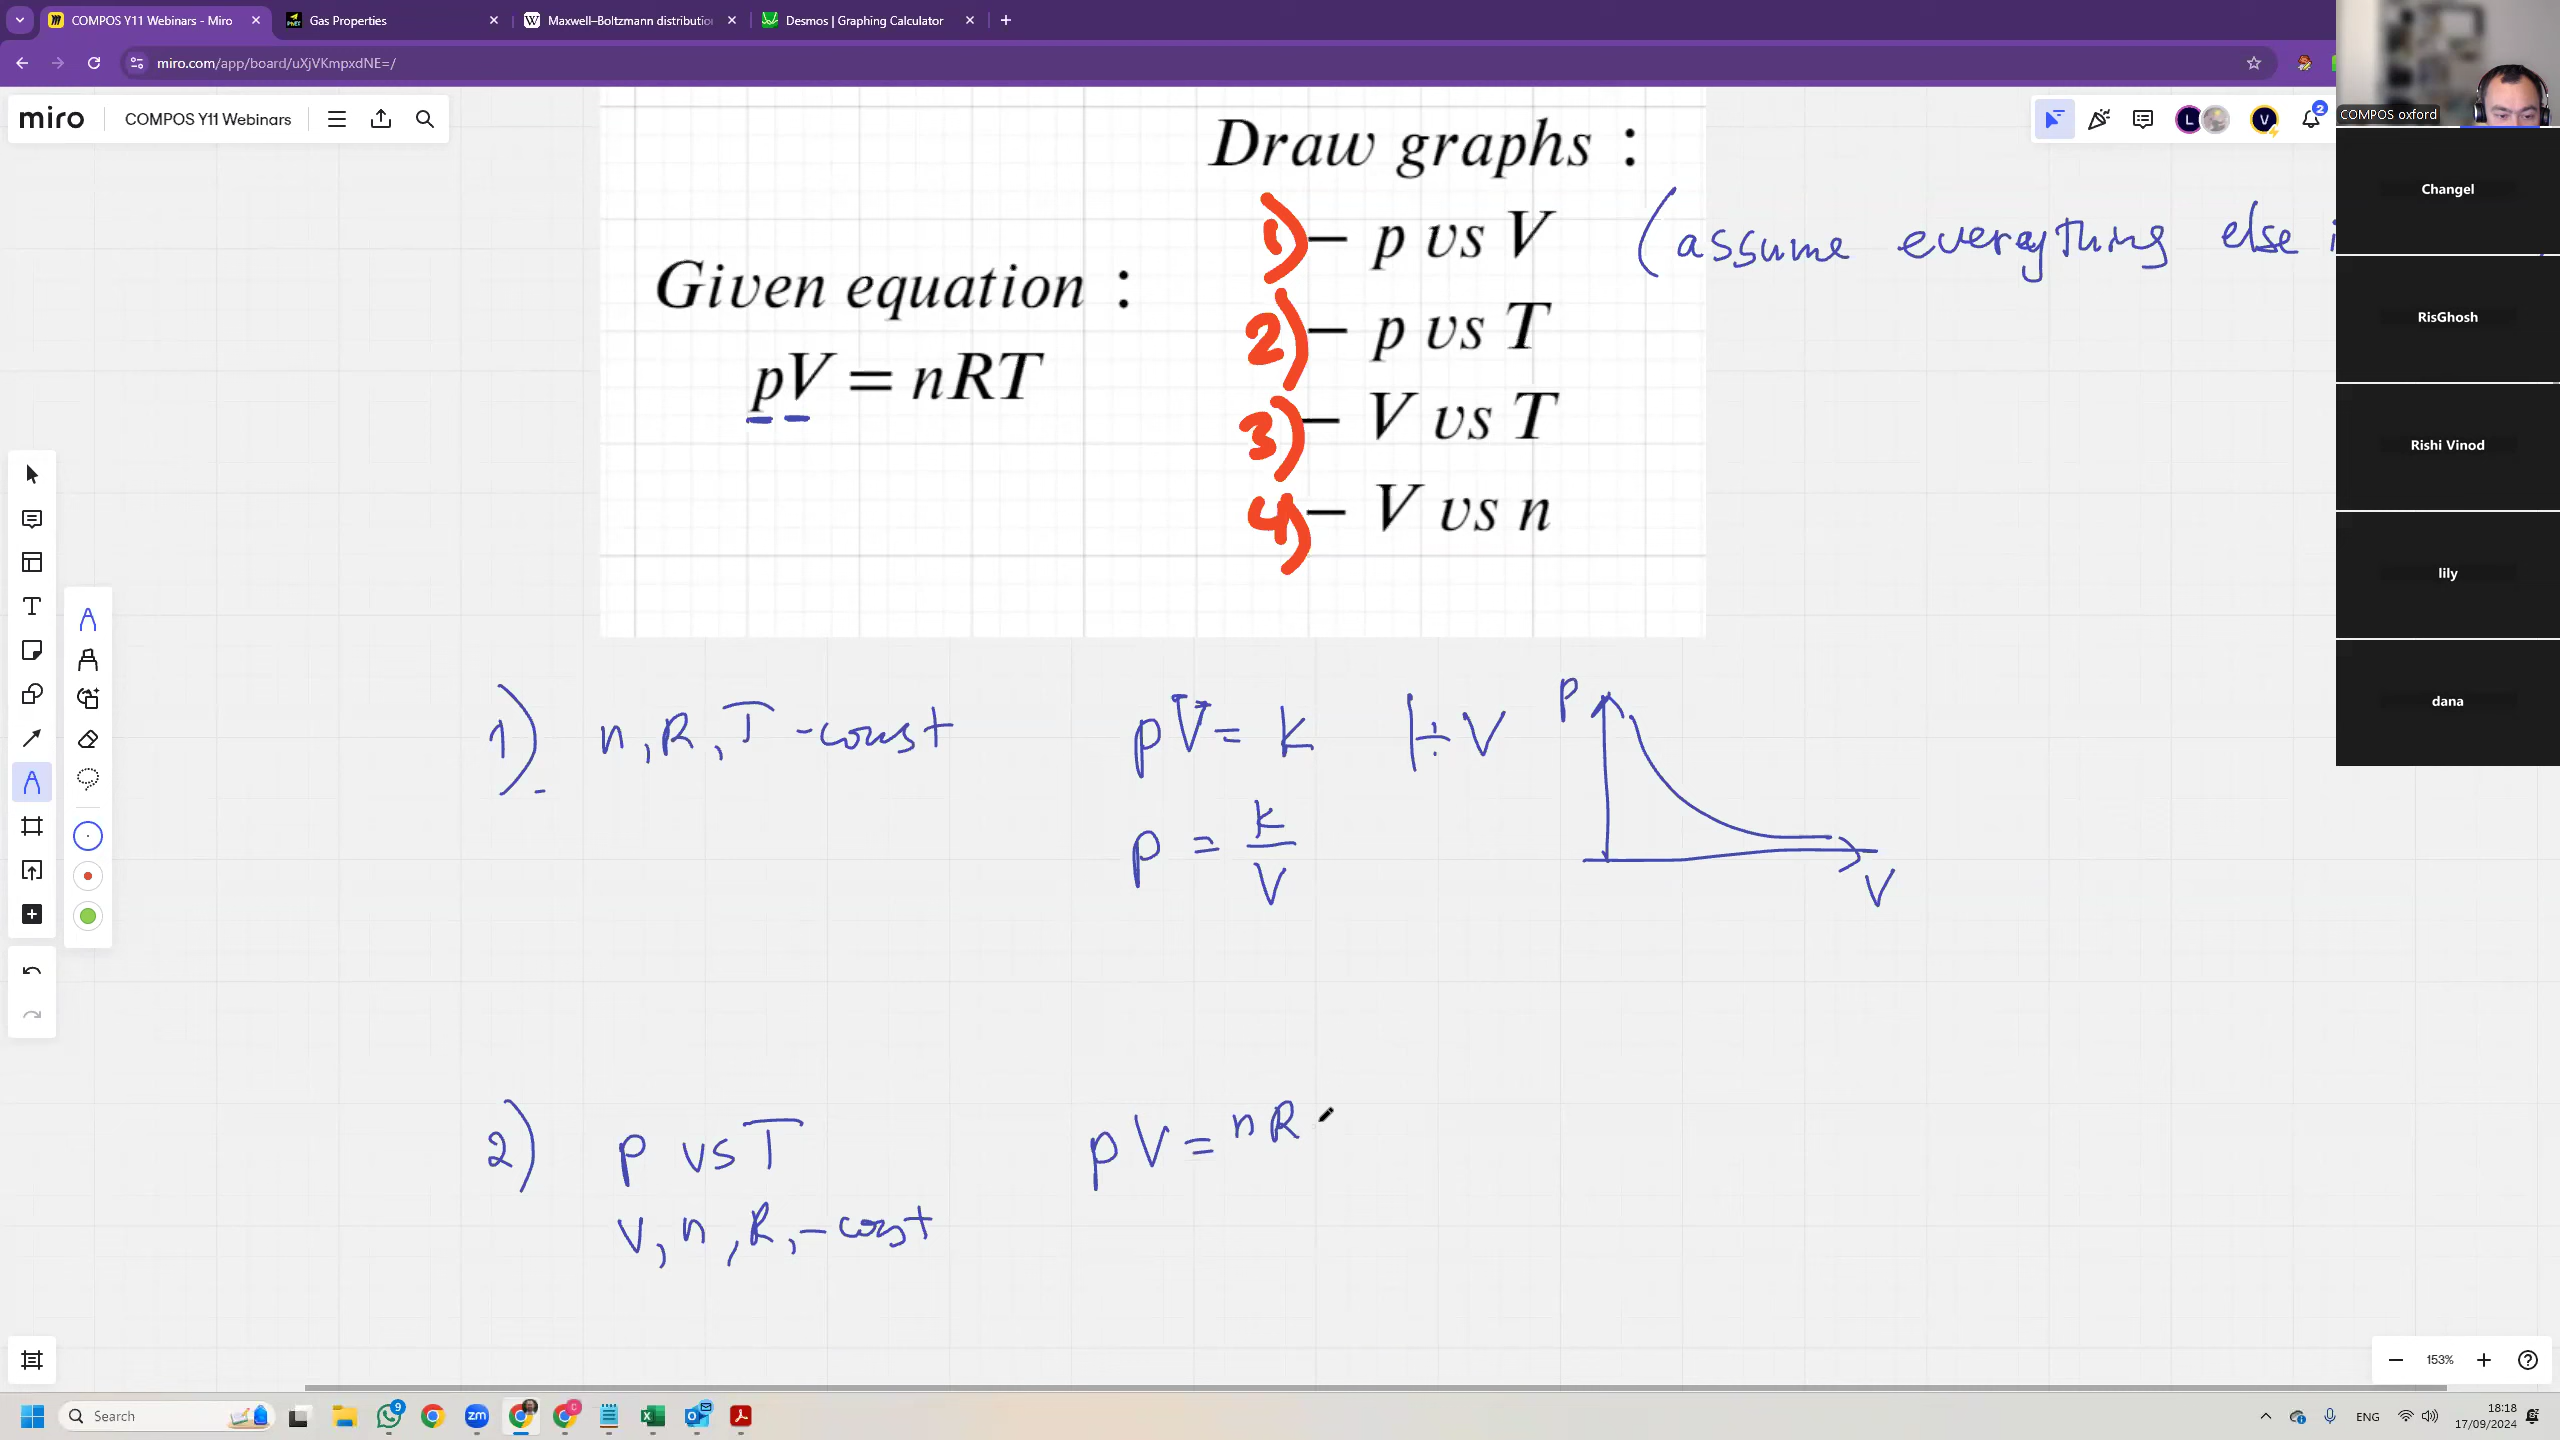 COMPOS Y11 Webinars - Miro
Gas Properties
Maxwell–Boltzmann distributio
Desmos | Graphing Calculator
miro.com/app/board/uXjVKmpxdNE=/
miro
COMPOS Y11 Webinars
L
V
2
COMPOS oxford
Changel
RisGhosh
Rishi Vinod
lily
dana
Given equation :
pV = nRT
Draw graphs :
1) – p vs V
2) – p vs T
3) – V vs T
4) – V vs n
(assume everything else i
1) n, R, T - const
pV = k |÷ V
p = k/V
P
V
2) p vs T
V, n, R, - const
pV = nR
153%
Search
9
zm
ENG
18:18
17/09/2024